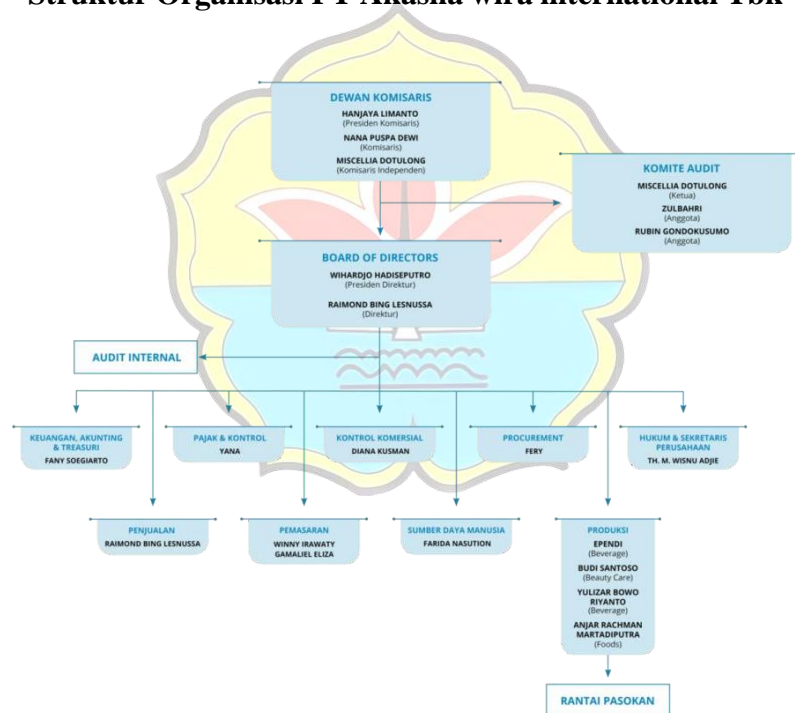 Struktur Organisasi PT Akasha wira international Tbk
DEWAN KOMISARIS
HANJAYA LIMANTO
(Presiden Komisaris)
NANA PUSPA DEWI
(Komisaris)
MISCELLIA DOTULONG
(Komisaris Independen)
KOMITE AUDIT
MISCELLIA DOTULONG
(Ketua)
ZULBAHRI
(Anggota)
RUBIN GONDOKUSUMO
(Anggota)
BOARD OF DIRECTORS
WIHARDJO HADISEPUTRO
(Presiden Direktur)
RAIMOND BING LESNUSSA
(Direktur)
AUDIT INTERNAL
KEUANGAN, AKUNTING
& TREASURI
FANY SOEGIARTO
PAJAK & KONTROL
YANA
KONTROL KOMERSIAL
DIANA KUSMAN
PROCUREMENT
FERY
HUKUM & SEKRETARIS
PERUSAHAAN
TH. M. WISNU ADJIE
PENJUALAN
RAIMOND BING LESNUSSA
PEMASARAN
WINNY IRAWATY
GAMALIEL ELIZA
SUMBER DAYA MANUSIA
FARIDA NASUTION
PRODUKSI
EPENDI
(Beverage)
BUDI SANTOSO
(Beauty Care)
YULIZAR BOWO
RIYANTO
(Beverage)
ANJAR RACHMAN
MARTADIPUTRA
(Foods)
RANTAI PASOKAN